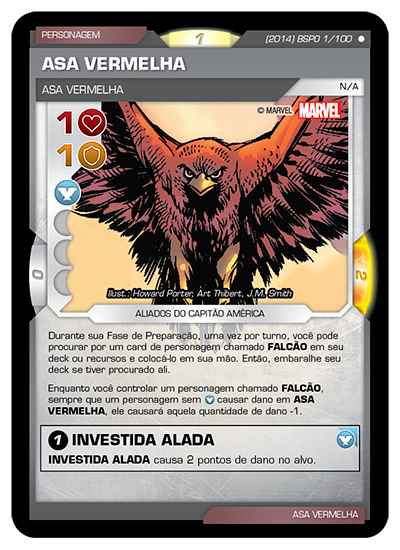 PERSONAGEM
1
(2014) BSP0 1/100
ASA VERMELHA
ASA VERMELHA
N/A
© MARVEL MARVEL
1
1
0
2
Ilust.: Howard Porter, Art Thibert, J.M. Smith
ALIADOS DO CAPITÃO AMÉRICA
Durante sua Fase de Preparação, uma vez por turno, você pode
procurar por um card de personagem chamado FALCÃO em seu
deck ou recursos e colocá-lo em sua mão. Então, embaralhe seu
deck se tiver procurado ali.
Enquanto você controlar um personagem chamado FALCÃO,
sempre que um personagem sem causar dano em ASA
VERMELHA, ele causará aquela quantidade de dano -1.
1 INVESTIDA ALADA
INVESTIDA ALADA causa 2 pontos de dano no alvo.
ASA VERMELHA